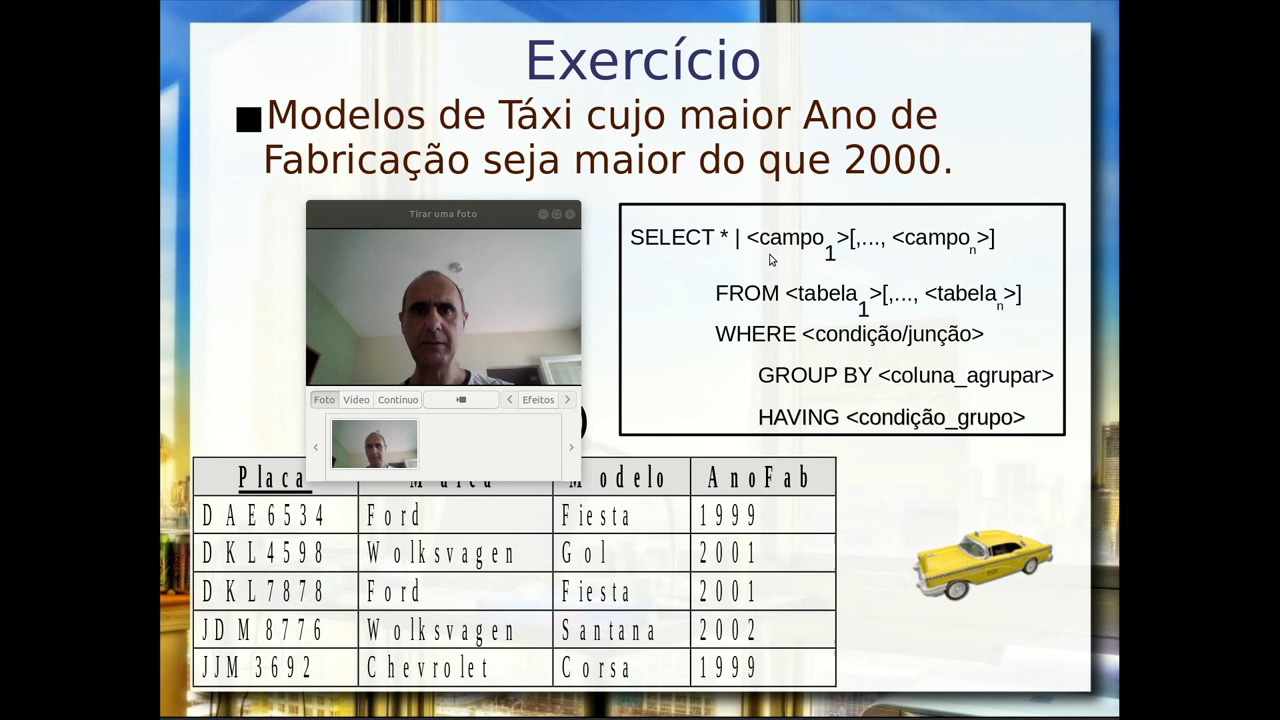 Exercício
Modelos de Táxi cujo maior Ano de
Fabricação seja maior do que 2000.
Tirar uma foto
Foto Vídeo Contínuo Efeitos
SELECT * | <campo1>[,..., <campon>]
FROM <tabela1>[,..., <tabelan>]
WHERE <condição/junção>
GROUP BY <coluna_agrupar>
HAVING <condição_grupo>
Placa Marca Modelo AnoFab
DAE6534 Ford Fiesta 1999
DKL4598 Wolksvagen Gol 2001
DKL7878 Ford Fiesta 2001
JDM8776 Wolksvagen Santana 2002
JJM3692 Chevrolet Corsa 1999